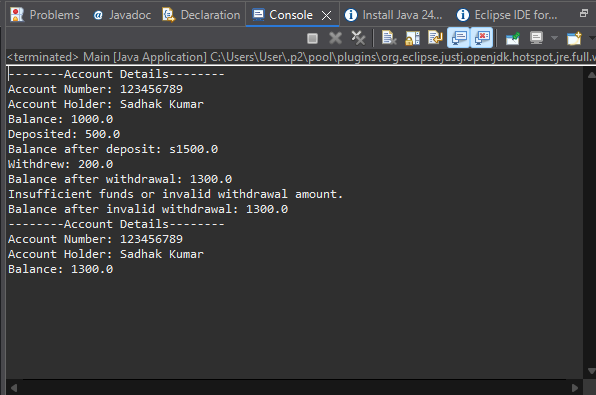 Problems Javadoc Declaration Console Install Java 24... Eclipse IDE for...
<terminated> Main [Java Application] C:\Users\User\.p2\pool\plugins\org.eclipse.justj.openjdk.hotspot.jre.full.v
--------Account Details--------
Account Number: 123456789
Account Holder: Sadhak Kumar
Balance: 1000.0
Deposited: 500.0
Balance after deposit: s1500.0
Withdrew: 200.0
Balance after withdrawal: 1300.0
Insufficient funds or invalid withdrawal amount.
Balance after invalid withdrawal: 1300.0
--------Account Details--------
Account Number: 123456789
Account Holder: Sadhak Kumar
Balance: 1300.0